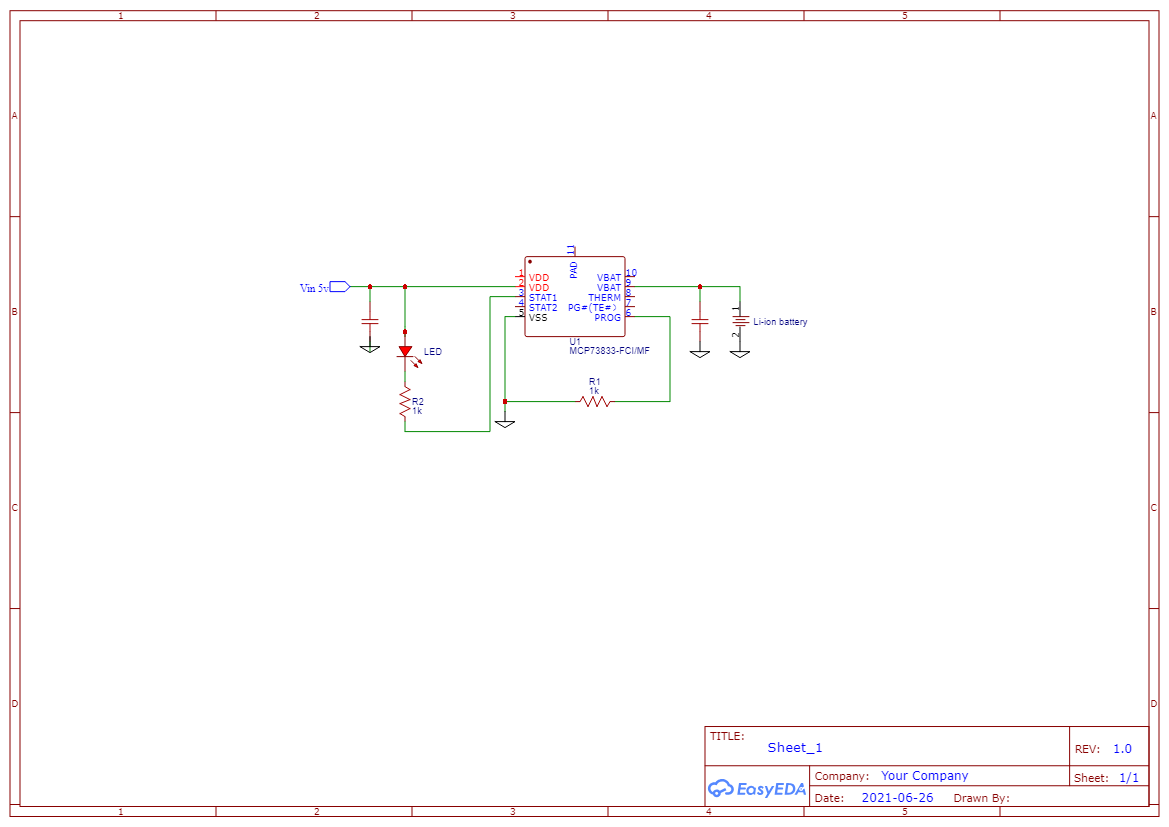 1 2 3 4 5
A A
11
PAD
1 VDD VBAT 10
Vin 5v 2 VDD VBAT 9
3 STAT1 THERM 8
4 STAT2 PG#(TE#) 7
5 VSS PROG 6
B B
1
Li-ion battery
2
U1
MCP73833-FCI/MF
LED
R1
1k
R2
1k
C C
D D
TITLE:
Sheet_1
REV: 1.0
EasyEDA
Company: Your Company
Sheet: 1/1
Date: 2021-06-26 Drawn By:
1 2 3 4 5